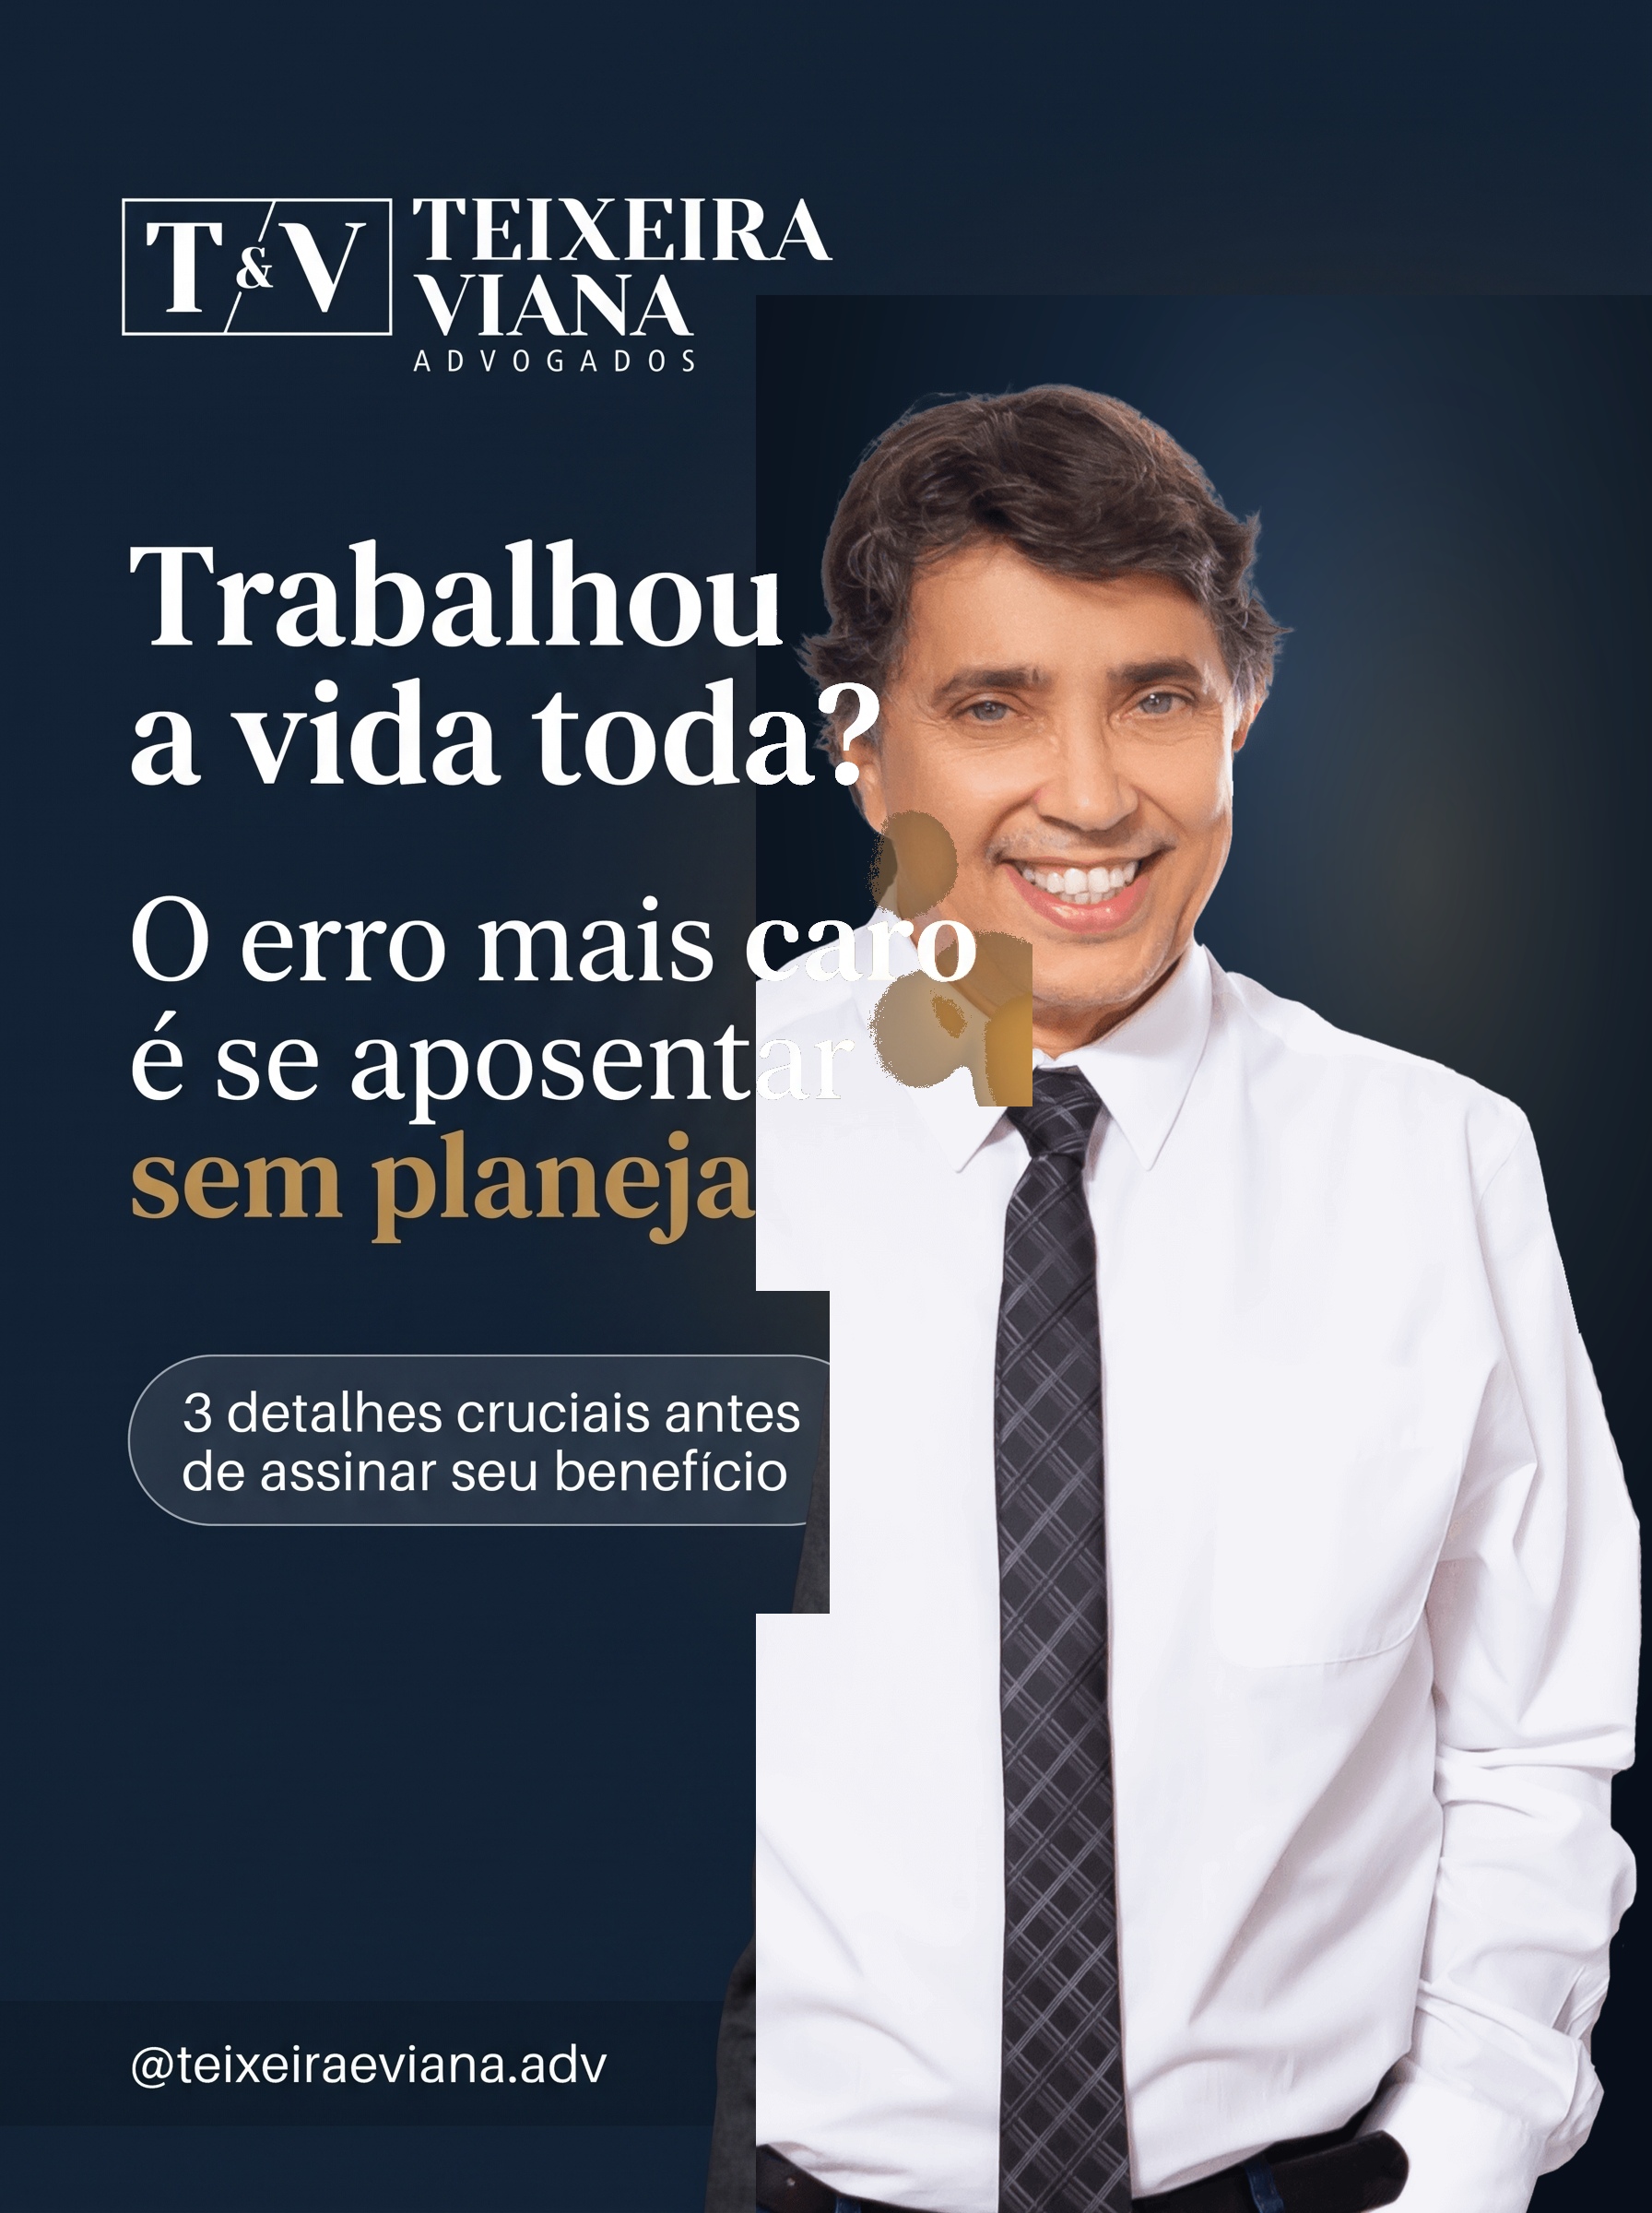 T&V
TEIXEIRA
VIANA
ADVOGADOS
Trabalhou
a vida toda?
O erro mais caro
é se aposentar
sem planeja
3 detalhes cruciais antes
de assinar seu benefício
@teixeiraeviana.adv